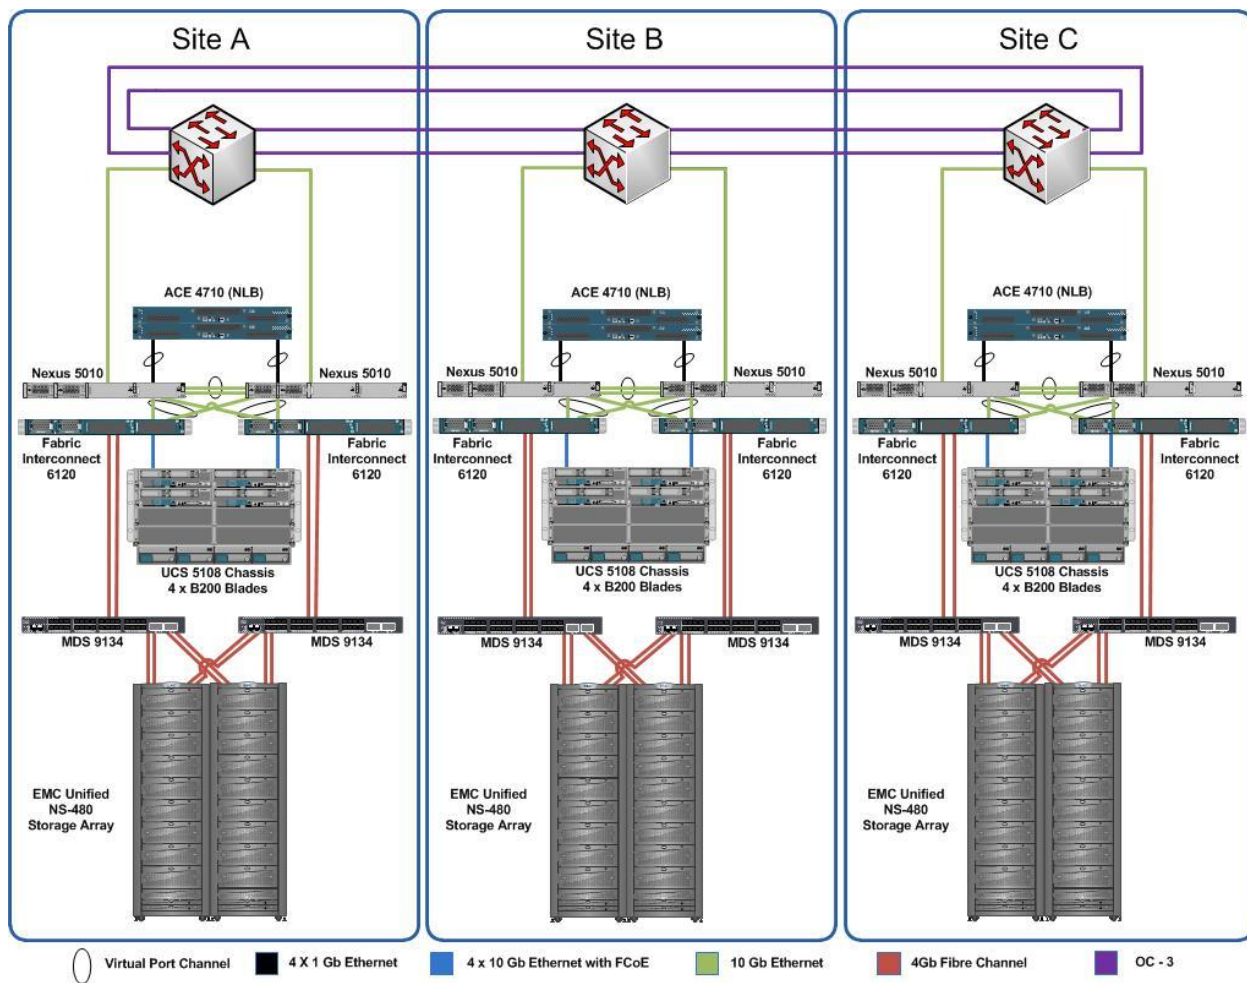 Site A
Site B
Site C
ACE 4710 (NLB)
ACE 4710 (NLB)
ACE 4710 (NLB)
Nexus 5010
Nexus 5010
Nexus 5010
Nexus 5010
Nexus 5010
Nexus 5010
Fabric
Interconnect
6120
Fabric
Interconnect
6120
Fabric
Interconnect
6120
Fabric
Interconnect
6120
Fabric
Interconnect
6120
Fabric
Interconnect
6120
UCS 5108 Chassis
4 x B200 Blades
UCS 5108 Chassis
4 x B200 Blades
UCS 5108 Chassis
4 x B200 Blades
MDS 9134
MDS 9134
MDS 9134
MDS 9134
MDS 9134
MDS 9134
EMC Unified
NS-480
Storage Array
EMC Unified
NS-480
Storage Array
EMC Unified
NS-480
Storage Array
Virtual Port Channel
4 X 1 Gb Ethernet
4 x 10 Gb Ethernet with FCoE
10 Gb Ethernet
4Gb Fibre Channel
OC - 3